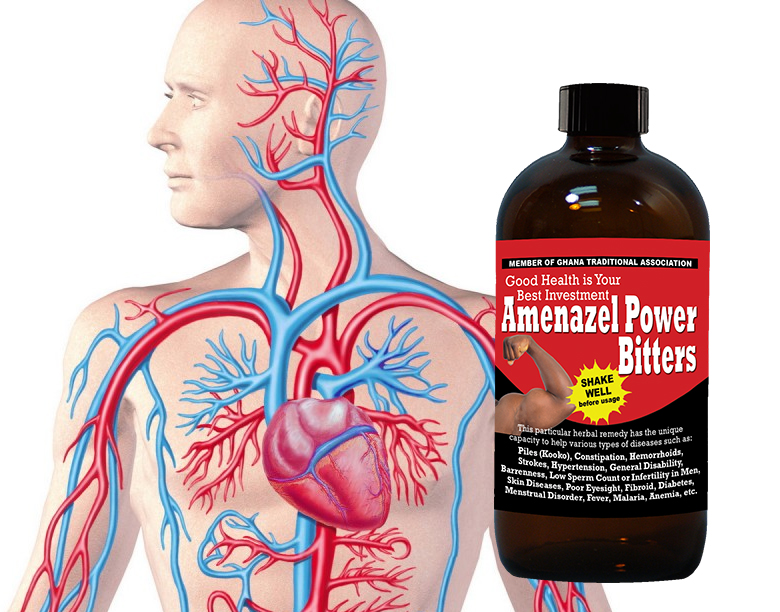 MEMBER OF GHANA TRADITIONAL ASSOCIATION
Good Health is Your
Best Investment
Amenazel Power
Bitters
SHAKE
WELL
before usage
This particular herbal remedy has the unique
capacity to help various types of diseases such as:
Piles (Kooko), Constipation, Hemorrhoids,
Strokes, Hypertension, General Disability,
Barrenness, Low Sperm Count or Infertility in Men,
Skin Diseases, Poor Eyesight, Fibroid, Diabetes,
Menstrual Disorder, Fever, Malaria, Anemia, etc.